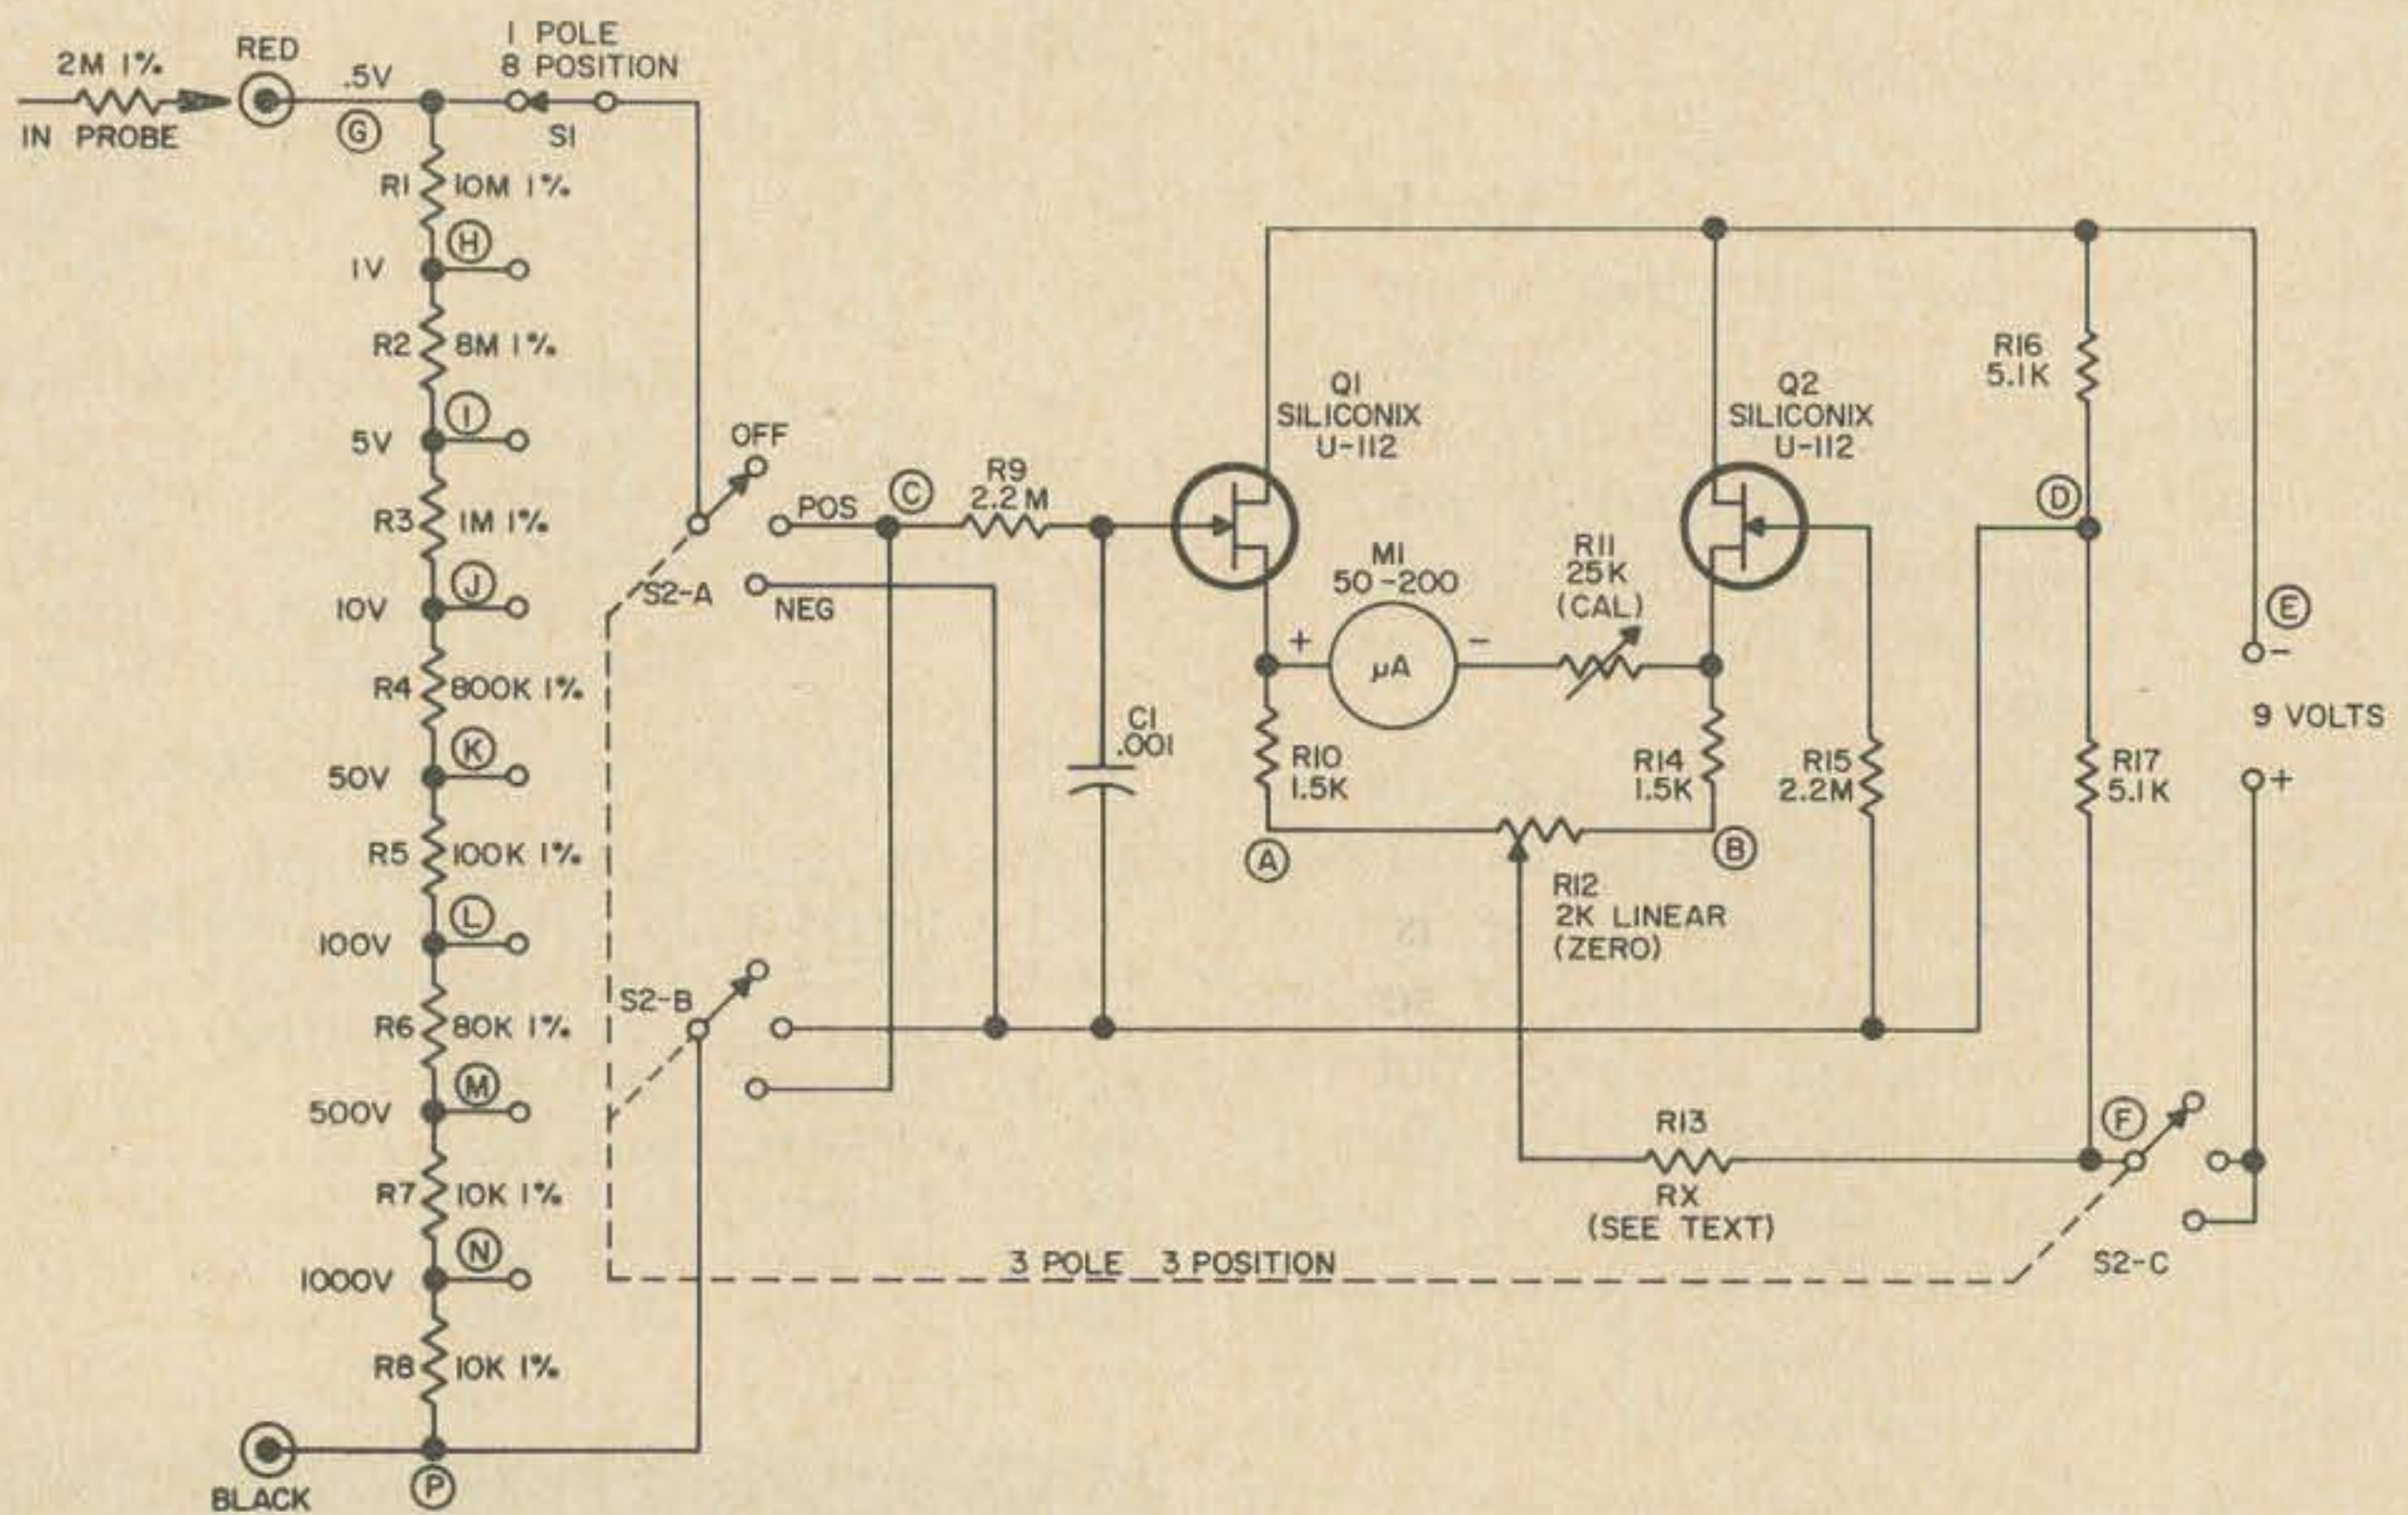 2M 1%
IN PROBE
RED
.5V
G
1 POLE
8 POSITION
S1
R1
10M 1%
H
1V
R2
8M 1%
I
5V
R3
1M 1%
J
10V
R4
800K 1%
K
50V
R5
100K 1%
L
100V
R6
80K 1%
M
500V
R7
10K 1%
N
1000V
R8
10K 1%
BLACK
P
OFF
POS
S2-A
NEG
S2-B
C
R9
2.2M
C1
.001
Q1
SILICONIX
U-112
M1
50-200
+
μA
-
R11
25K
(CAL)
Q2
SILICONIX
U-112
R10
1.5K
R14
1.5K
A
B
R12
2K LINEAR
(ZERO)
R15
2.2M
R16
5.1K
D
R17
5.1K
E
-
9 VOLTS
+
R13
RX
(SEE TEXT)
F
S2-C
3 POLE 3 POSITION